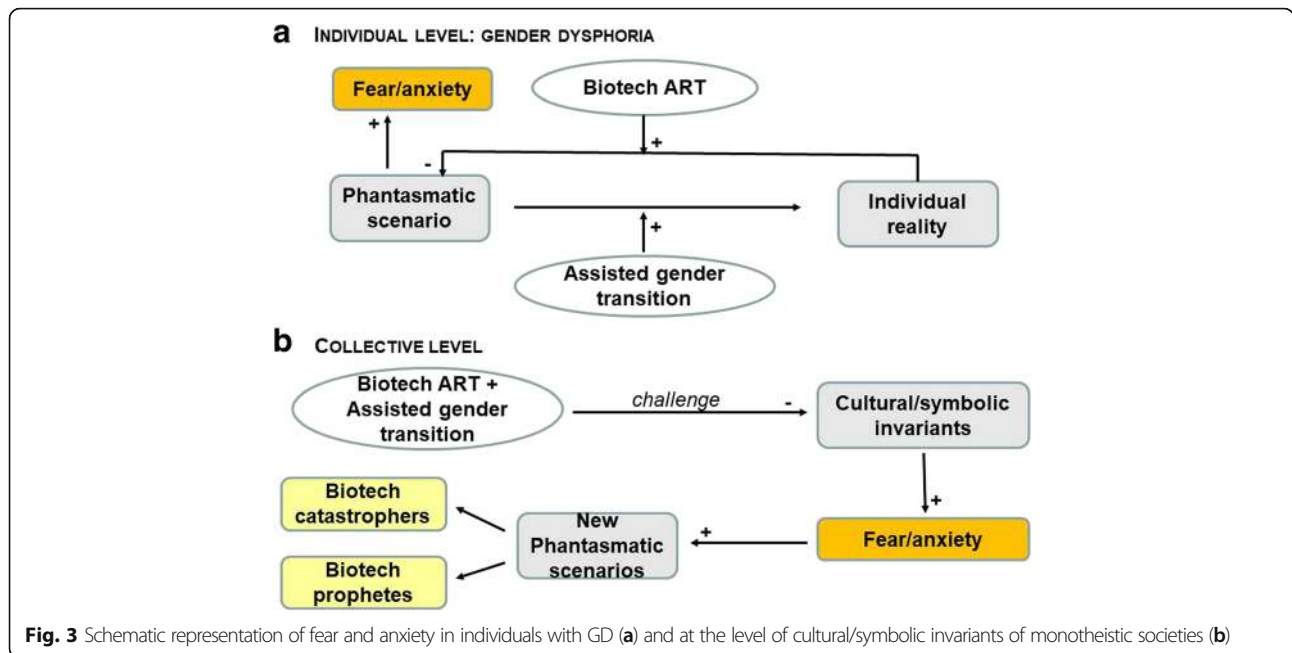 a INDIVIDUAL LEVEL: GENDER DYSPHORIA
Fear/anxiety
Biotech ART
+
+
-
Phantasmatic
scenario
Individual
reality
+
Assisted gender
transition
b COLLECTIVE LEVEL
Biotech ART +
Assisted gender
transition
challenge
-
Cultural/symbolic
invariants
+
Biotech
catastrophers
New
Phantasmatic
scenarios
+
Fear/anxiety
Biotech
prophetes
Fig. 3 Schematic representation of fear and anxiety in individuals with GD (a) and at the level of cultural/symbolic invariants of monotheistic societies (b)